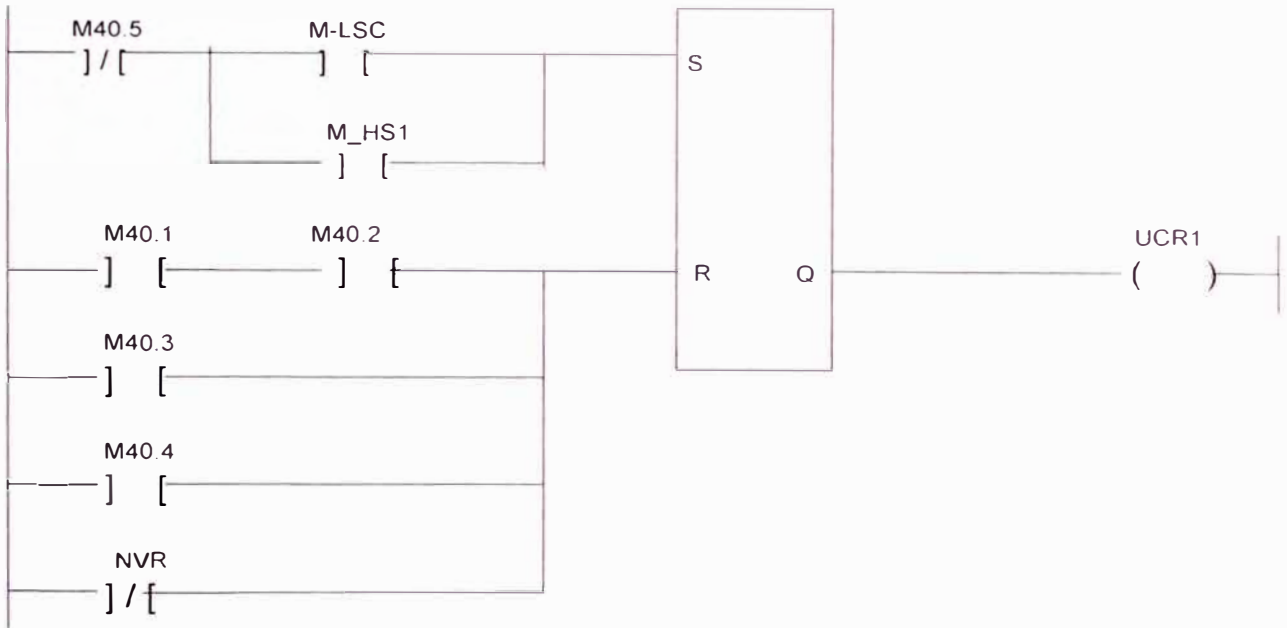 M40.5 M-LSC
] / [ ] [ S
M_HS1
] [
M40.1 M40.2 UCR1
] [ ] [ R Q ( )
M40.3
] [
M40.4
] [
NVR
] / [